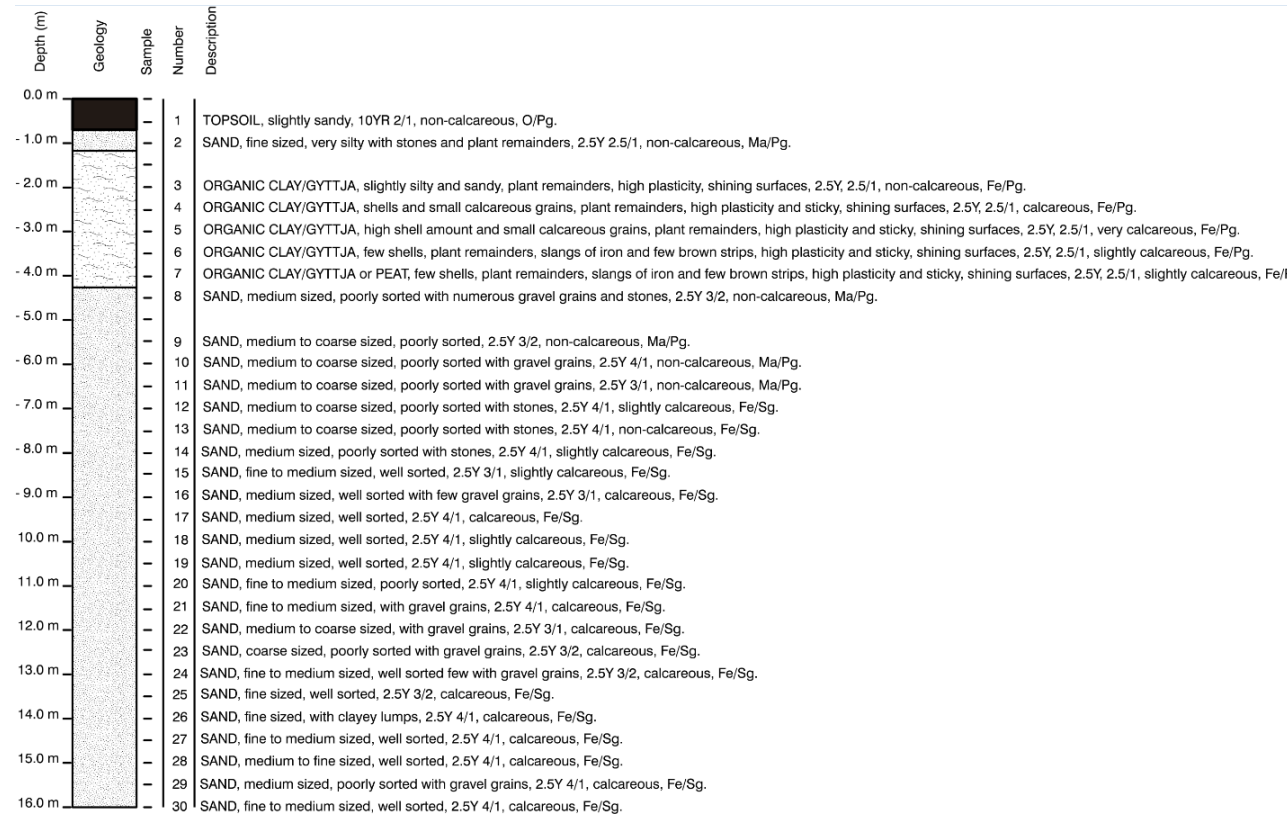 Depth (m) Geology Sample Number Description
0.0 m
1 TOPSOIL, slightly sandy, 10YR 2/1, non-calcareous, O/Pg.
- 1.0 m 2 SAND, fine sized, very silty with stones and plant remainders, 2.5Y 2.5/1, non-calcareous, Ma/Pg.
- 2.0 m 3 ORGANIC CLAY/GYTTJA, slightly silty and sandy, plant remainders, high plasticity, shining surfaces, 2.5Y, 2.5/1, non-calcareous, Fe/Pg.
4 ORGANIC CLAY/GYTTJA, shells and small calcareous grains, plant remainders, high plasticity and sticky, shining surfaces, 2.5Y, 2.5/1, calcareous, Fe/Pg.
- 3.0 m 5 ORGANIC CLAY/GYTTJA, high shell amount and small calcareous grains, plant remainders, high plasticity and sticky, shining surfaces, 2.5Y, 2.5/1, very calcareous, Fe/Pg.
6 ORGANIC CLAY/GYTTJA, few shells, plant remainders, slangs of iron and few brown strips, high plasticity and sticky, shining surfaces, 2.5Y, 2.5/1, slightly calcareous, Fe/Pg.
- 4.0 m 7 ORGANIC CLAY/GYTTJA or PEAT, few shells, plant remainders, slangs of iron and few brown strips, high plasticity and sticky, shining surfaces, 2.5Y, 2.5/1, slightly calcareous, Fe/
8 SAND, medium sized, poorly sorted with numerous gravel grains and stones, 2.5Y 3/2, non-calcareous, Ma/Pg.
- 5.0 m
9 SAND, medium to coarse sized, poorly sorted, 2.5Y 3/2, non-calcareous, Ma/Pg.
- 6.0 m 10 SAND, medium to coarse sized, poorly sorted with gravel grains, 2.5Y 4/1, non-calcareous, Ma/Pg.
11 SAND, medium to coarse sized, poorly sorted with gravel grains, 2.5Y 3/1, non-calcareous, Ma/Pg.
- 7.0 m 12 SAND, medium to coarse sized, poorly sorted with stones, 2.5Y 4/1, slightly calcareous, Fe/Sg.
13 SAND, medium to coarse sized, poorly sorted with stones, 2.5Y 4/1, non-calcareous, Fe/Sg.
- 8.0 m 14 SAND, medium sized, poorly sorted with stones, 2.5Y 4/1, slightly calcareous, Fe/Sg.
15 SAND, fine to medium sized, well sorted, 2.5Y 3/1, slightly calcareous, Fe/Sg.
- 9.0 m 16 SAND, medium sized, well sorted with few gravel grains, 2.5Y 3/1, calcareous, Fe/Sg.
17 SAND, medium sized, well sorted, 2.5Y 4/1, calcareous, Fe/Sg.
10.0 m 18 SAND, medium sized, well sorted, 2.5Y 4/1, slightly calcareous, Fe/Sg.
19 SAND, medium sized, well sorted, 2.5Y 4/1, slightly calcareous, Fe/Sg.
11.0 m 20 SAND, fine to medium sized, poorly sorted, 2.5Y 4/1, slightly calcareous, Fe/Sg.
21 SAND, fine to medium sized, with gravel grains, 2.5Y 4/1, calcareous, Fe/Sg.
12.0 m 22 SAND, medium to coarse sized, with gravel grains, 2.5Y 3/1, calcareous, Fe/Sg.
23 SAND, coarse sized, poorly sorted with gravel grains, 2.5Y 3/2, calcareous, Fe/Sg.
13.0 m 24 SAND, fine to medium sized, well sorted few with gravel grains, 2.5Y 3/2, calcareous, Fe/Sg.
25 SAND, fine sized, well sorted, 2.5Y 3/2, calcareous, Fe/Sg.
14.0 m 26 SAND, fine sized, with clayey lumps, 2.5Y 4/1, calcareous, Fe/Sg.
27 SAND, fine to medium sized, well sorted, 2.5Y 4/1, calcareous, Fe/Sg.
15.0 m 28 SAND, medium to fine sized, well sorted, 2.5Y 4/1, calcareous, Fe/Sg.
29 SAND, medium sized, poorly sorted with gravel grains, 2.5Y 4/1, calcareous, Fe/Sg.
16.0 m 30 SAND, fine to medium sized, well sorted, 2.5Y 4/1, calcareous, Fe/Sg.